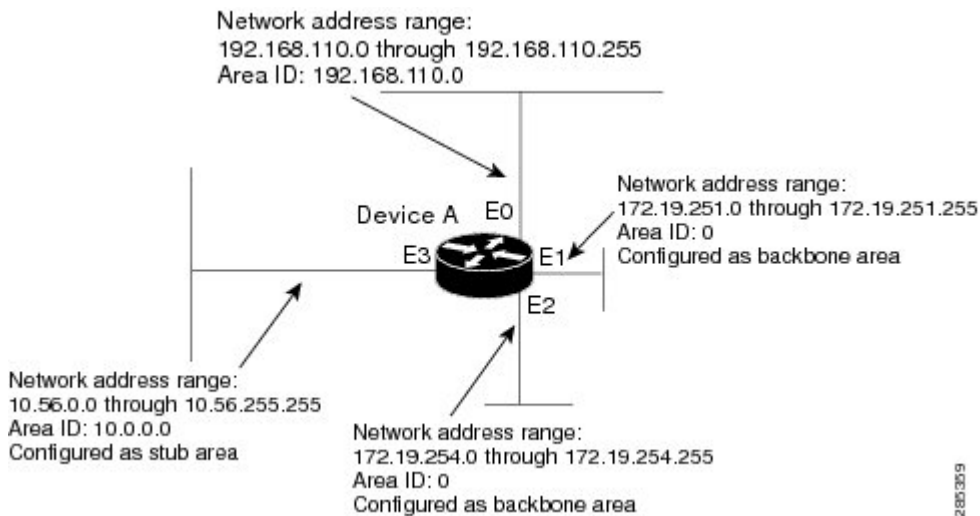 Network address range:
192.168.110.0 through 192.168.110.255
Area ID: 192.168.110.0
Network address range:
172.19.251.0 through 172.19.251.255
Area ID: 0
Configured as backbone area
Device A
E0
E3
E1
E2
Network address range:
10.56.0.0 through 10.56.255.255
Area ID: 10.0.0.0
Configured as stub area
Network address range:
172.19.254.0 through 172.19.254.255
Area ID: 0
Configured as backbone area
285359